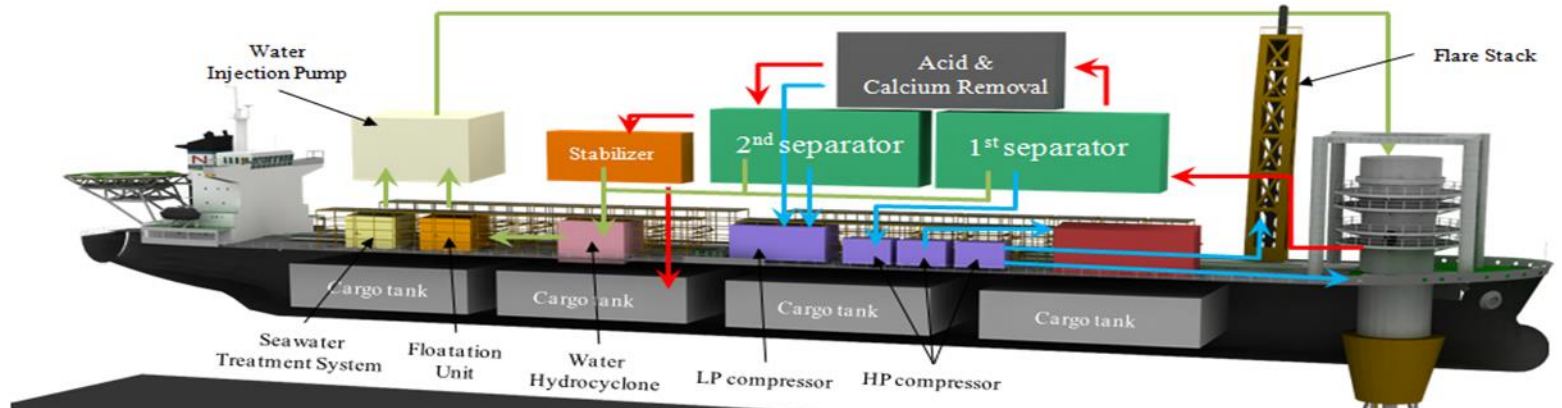 Water
Injection Pump
Acid &
Calcium Removal
Flare Stack
Stabilizer
2nd separator
1st separator
Cargo tank
Cargo tank
Cargo tank
Cargo tank
Seawater
Treatment System
Floatation
Unit
Water
Hydrocyclone
LP compressor
HP compressor